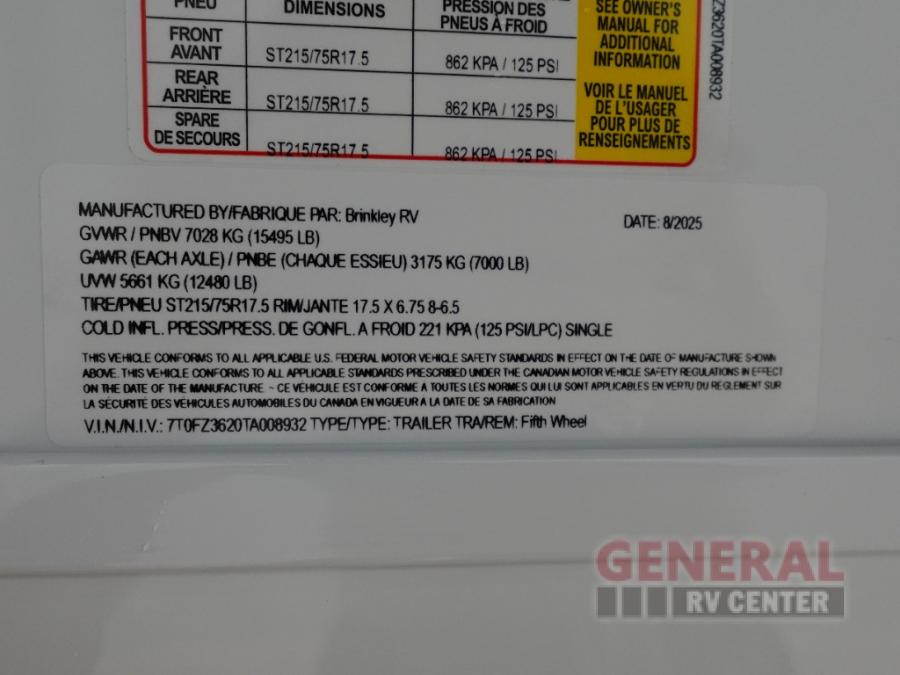 PNEU DIMENSIONS PRESSION DES PNEUS À FROID
FRONT AVANT ST215/75R17.5 862 KPA / 125 PSI
REAR ARRIÈRE ST215/75R17.5 862 KPA / 125 PSI
SPARE DE SECOURS ST215/75R17.5 862 KPA / 125 PSI
SEE OWNER'S
MANUAL FOR
ADDITIONAL
INFORMATION
VOIR LE MANUEL
DE L'USAGER
POUR PLUS DE
RENSEIGNEMENTS
Z3620TA008932
MANUFACTURED BY/FABRIQUE PAR: Brinkley RV DATE: 8/2025
GVWR / PNBV 7028 KG (15495 LB)
GAWR (EACH AXLE) / PNBE (CHAQUE ESSIEU) 3175 KG (7000 LB)
UVW 5661 KG (12480 LB)
TIRE/PNEU ST215/75R17.5 RIM/JANTE 17.5 X 6.75 8-6.5
COLD INFL. PRESS/PRESS. DE GONFL. A FROID 221 KPA (125 PSI/LPC) SINGLE
THIS VEHICLE CONFORMS TO ALL APPLICABLE U.S. FEDERAL MOTOR VEHICLE SAFETY STANDARDS IN EFFECT ON THE DATE OF MANUFACTURE SHOWN
ABOVE. THIS VEHICLE CONFORMS TO ALL APPLICABLE STANDARDS PRESCRIBED UNDER THE CANADIAN MOTOR VEHICLE SAFETY REGULATIONS IN EFFECT
ON THE DATE OF THE MANUFACTURE ~ CE VÉHICULE EST CONFORME A TOUTES LES NORMES QUI LUI SONT APPLICABLES EN VERTU DU RÈGLEMENT SUR
LA SÉCURITÉ DES VÉHICULES AUTOMOBILES DU CANADA EN VIGUEUR A LA DATE DE SA FABRICATION
V.I.N./N.I.V.: 7T0FZ3620TA008932 TYPE/TYPE: TRAILER TRA/REM: Fifth Wheel
GENERAL
RV CENTER